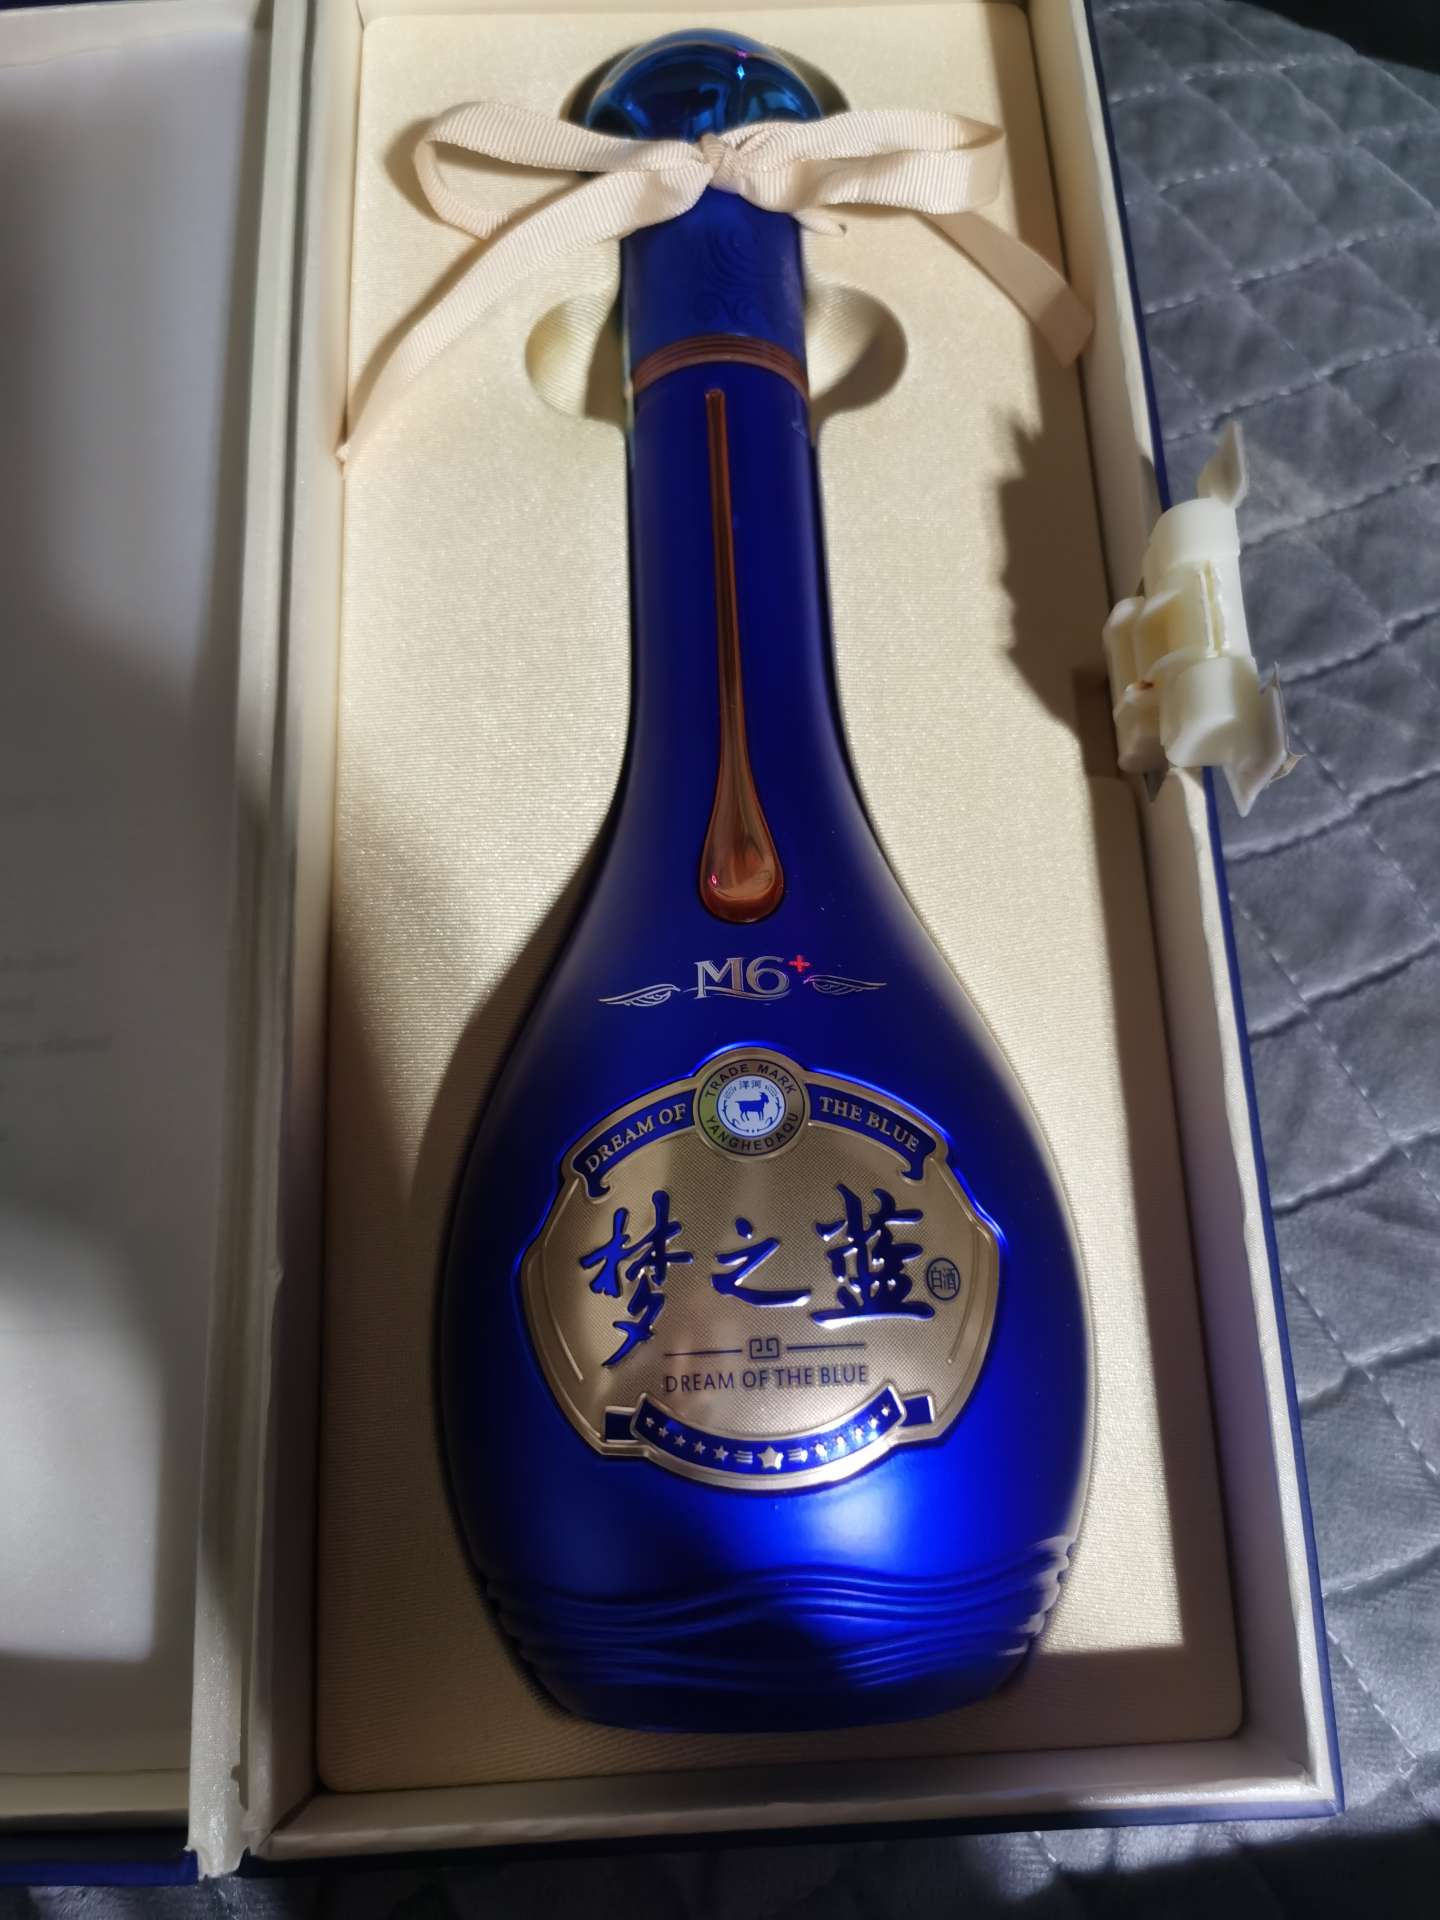 M6+
TRADE MARK
洋河
YANGHEDAQU
DREAM OF THE BLUE
梦之蓝
白酒
DREAM OF THE BLUE